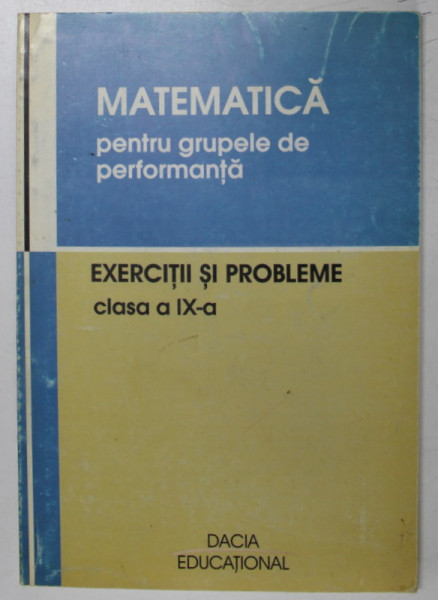 MATEMATICĂ
pentru grupele de
performanță
EXERCIȚII ȘI PROBLEME
clasa a IX-a
DACIA
EDUCAȚIONAL